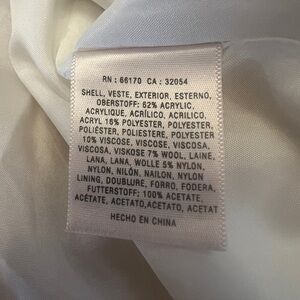 RN : 66170 CA : 32054
SHELL, VESTE, EXTERIOR, ESTERNO,
OBERSTOFF: 62% ACRYLIC,
ACRYLIQUE, ACRÍLICO, ACRILICO,
ACRYL 16% POLYESTER, POLYESTER,
POLIÉSTER, POLIESTERE, POLYESTER
10% VISCOSE, VISCOSE, VISCOSA,
VISCOSA, VISKOSE 7% WOOL, LAINE,
LANA, LANA, WOLLE 5% NYLON,
NYLON, NILÓN, NAILON, NYLON
LINING, DOUBLURE, FORRO, FODERA,
FUTTERSTOFF: 100% ACETATE,
ACÉTATE, ACETATO, ACETATO, ACETAT
HECHO EN CHINA